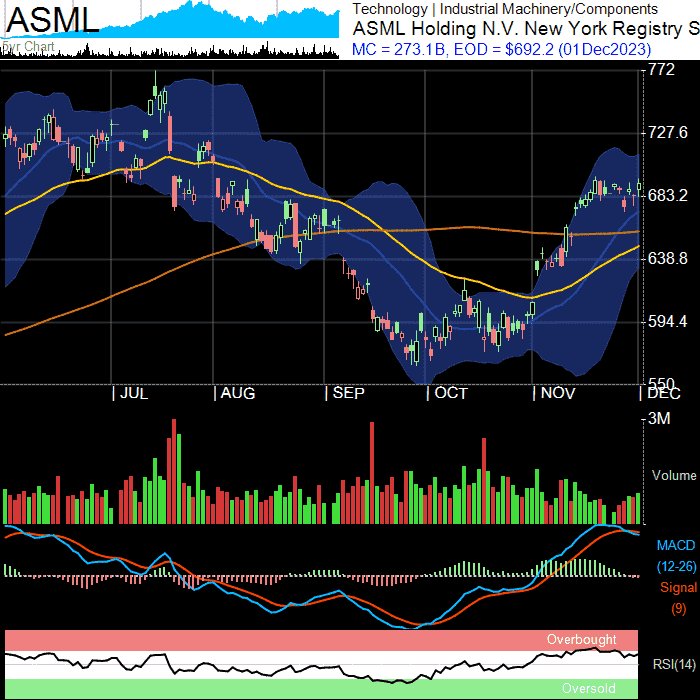 ASML
5yr Chart
Technology | Industrial Machinery/Components
ASML Holding N.V. New York Registry S
MC = 273.1B, EOD = $692.2 (01Dec2023)
772
727.6
683.2
638.8
594.4
550
JUL AUG SEP OCT NOV DEC
3M
Volume
MACD
(12-26)
Signal
(9)
Overbought
RSI(14)
Oversold